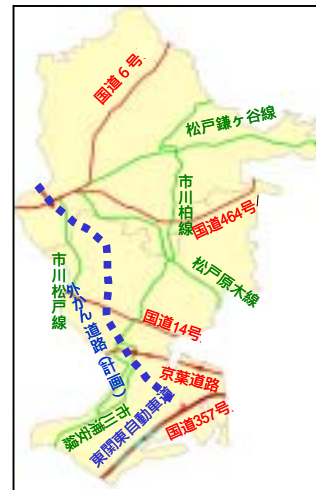 国道６号
松戸鎌ヶ谷線
市川柏線
国道464号
松戸原木線
市川松戸線
外かん道路(計画)
国道14号
京葉道路
市川浦安線
東関東自動車道
国道357号